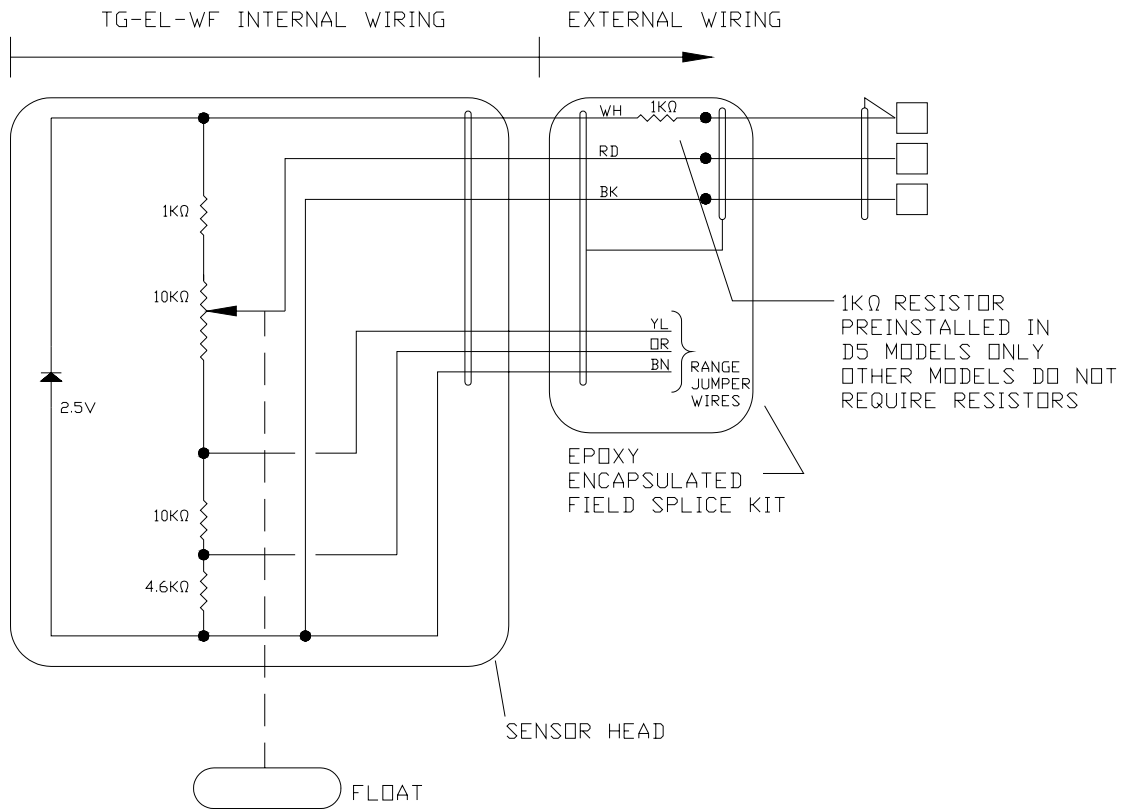 TG-EL-WF INTERNAL WIRING
EXTERNAL WIRING
WH
1KΩ
RD
BK
1KΩ
10KΩ
2.5V
YL
OR
BN
RANGE
JUMPER
WIRES
1KΩ RESISTOR
PREINSTALLED IN
D5 MODELS ONLY
OTHER MODELS DO NOT
REQUIRE RESISTORS
EPOXY
ENCAPSULATED
FIELD SPLICE KIT
10KΩ
4.6KΩ
SENSOR HEAD
FLOAT